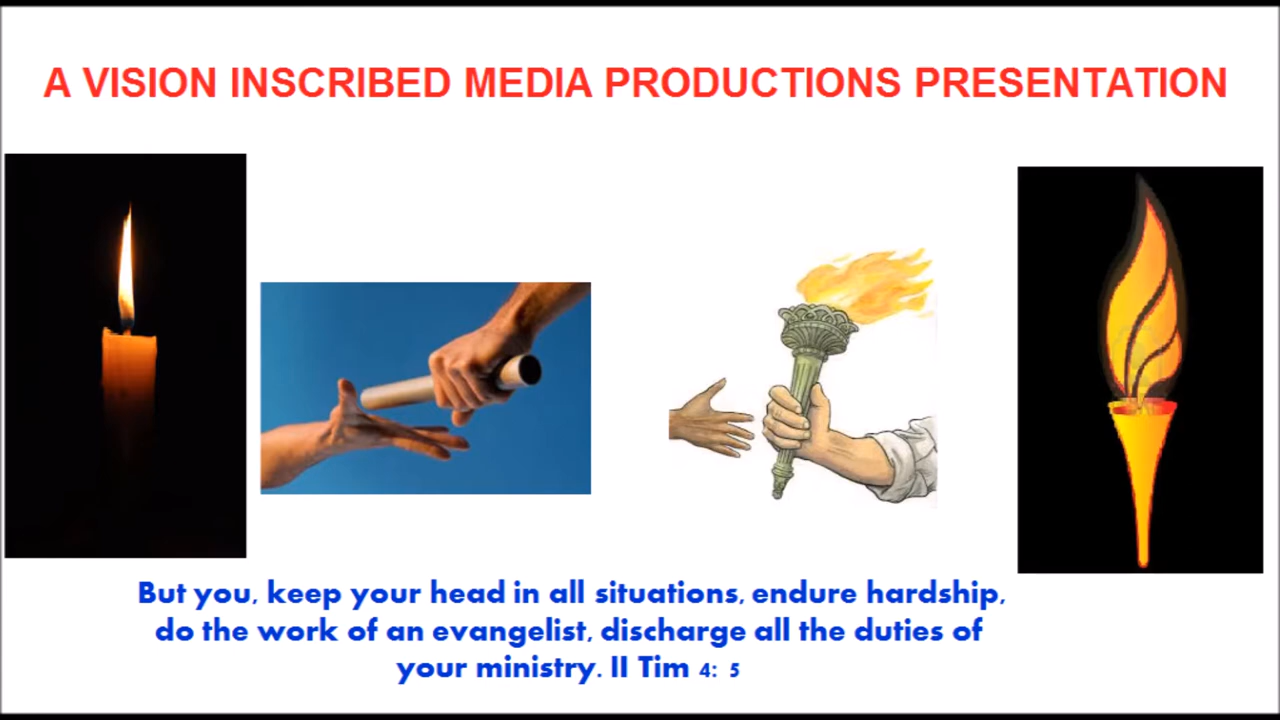 A VISION INSCRIBED MEDIA PRODUCTIONS PRESENTATION
But you, keep your head in all situations, endure hardship,
do the work of an evangelist, discharge all the duties of
your ministry. II Tim 4: 5